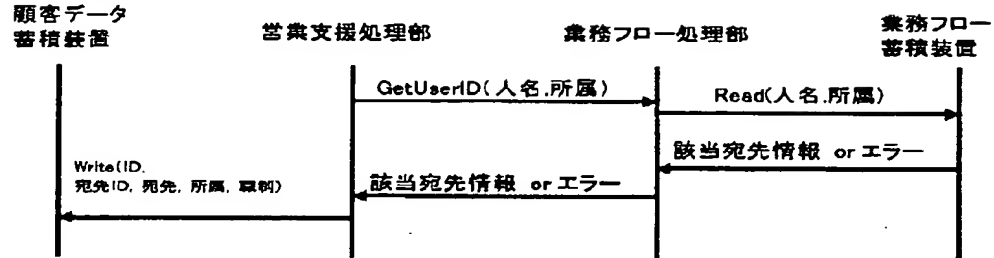 顧客データ
蓄積装置
営業支援処理部
業務フロー処理部
業務フロー
蓄積装置
GetUserID(人名,所属)
Read(人名,所属)
該当宛先情報 or エラー
該当宛先情報 or エラー
Write(ID,
宛先ID, 宛先, 所属,